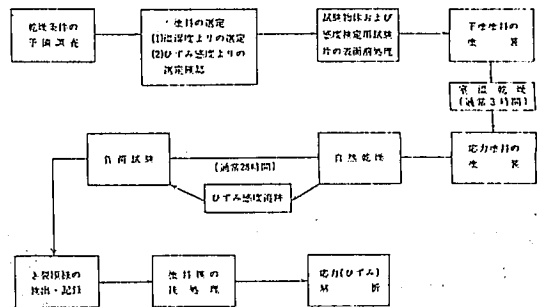 乾燥条件の
予備調査
塗料の選定
(1)温湿度よりの選定
(2)ひずみ感度よりの
選定確認
試験物体および
感度検定用試験
片の表面前処理
下塗塗料の
塗装
室温乾燥
(通常3時間)
応力塗料の
塗装
自然乾燥
(通常24時間)
ひずみ感度追跡
負荷試験
き裂模様の
検出・記録
塗料膜の
後処理
応力(ひずみ)
解析